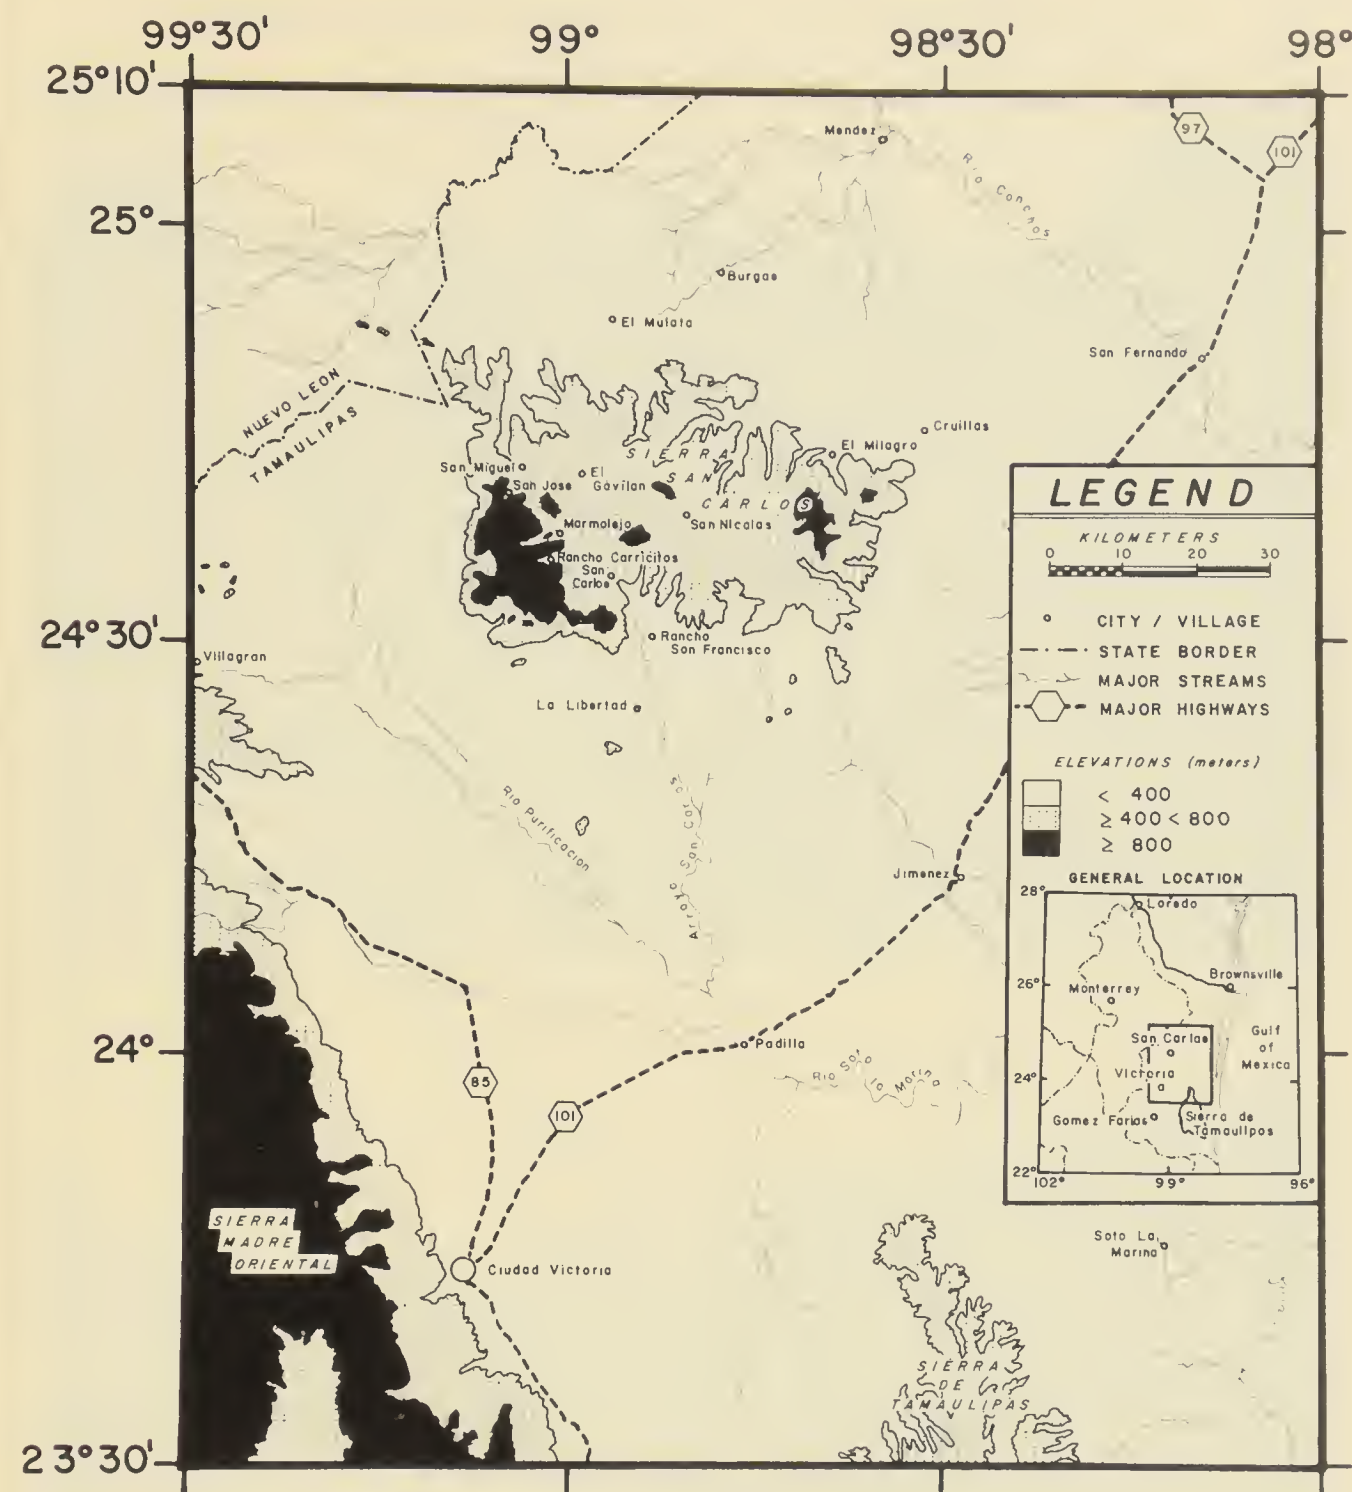 99°30'
99°
98°30'
98°
25°10'
25°
24°30'
24°
23°30'
97
101
Mendez
Rio Conchos
Burgos
El Mulato
San Fernando
NUEVO LEON
TAMAULIPAS
Cruillas
El Milagro
SIERRA
SAN
CARLOS
San Miguel
San Jose
El
Gavilan
San Nicolas
Marmolejo
Rancho Carricitos
San
Carlos
Rancho
San Francisco
Villagran
La Libertad
Rio Purificacion
Arroyo San Carlos
Jimenez
Padilla
Rio Soto la Marina
85
101
SIERRA
MADRE
ORIENTAL
Ciudad Victoria
Soto La
Marina
SIERRA
DE
TAMAULIPAS
LEGEND
KILOMETERS
0 10 20 30
CITY / VILLAGE
STATE BORDER
MAJOR STREAMS
MAJOR HIGHWAYS
ELEVATIONS (meters)
< 400
≥ 400 < 800
≥ 800
GENERAL LOCATION
28°
26°
24°
22°
102°
99°
96°
Loredo
Brownsville
Monterrey
San Carlos
Gulf
of
Mexico
Victoria
Gomez Farias
Sierra de
Tamaulipas